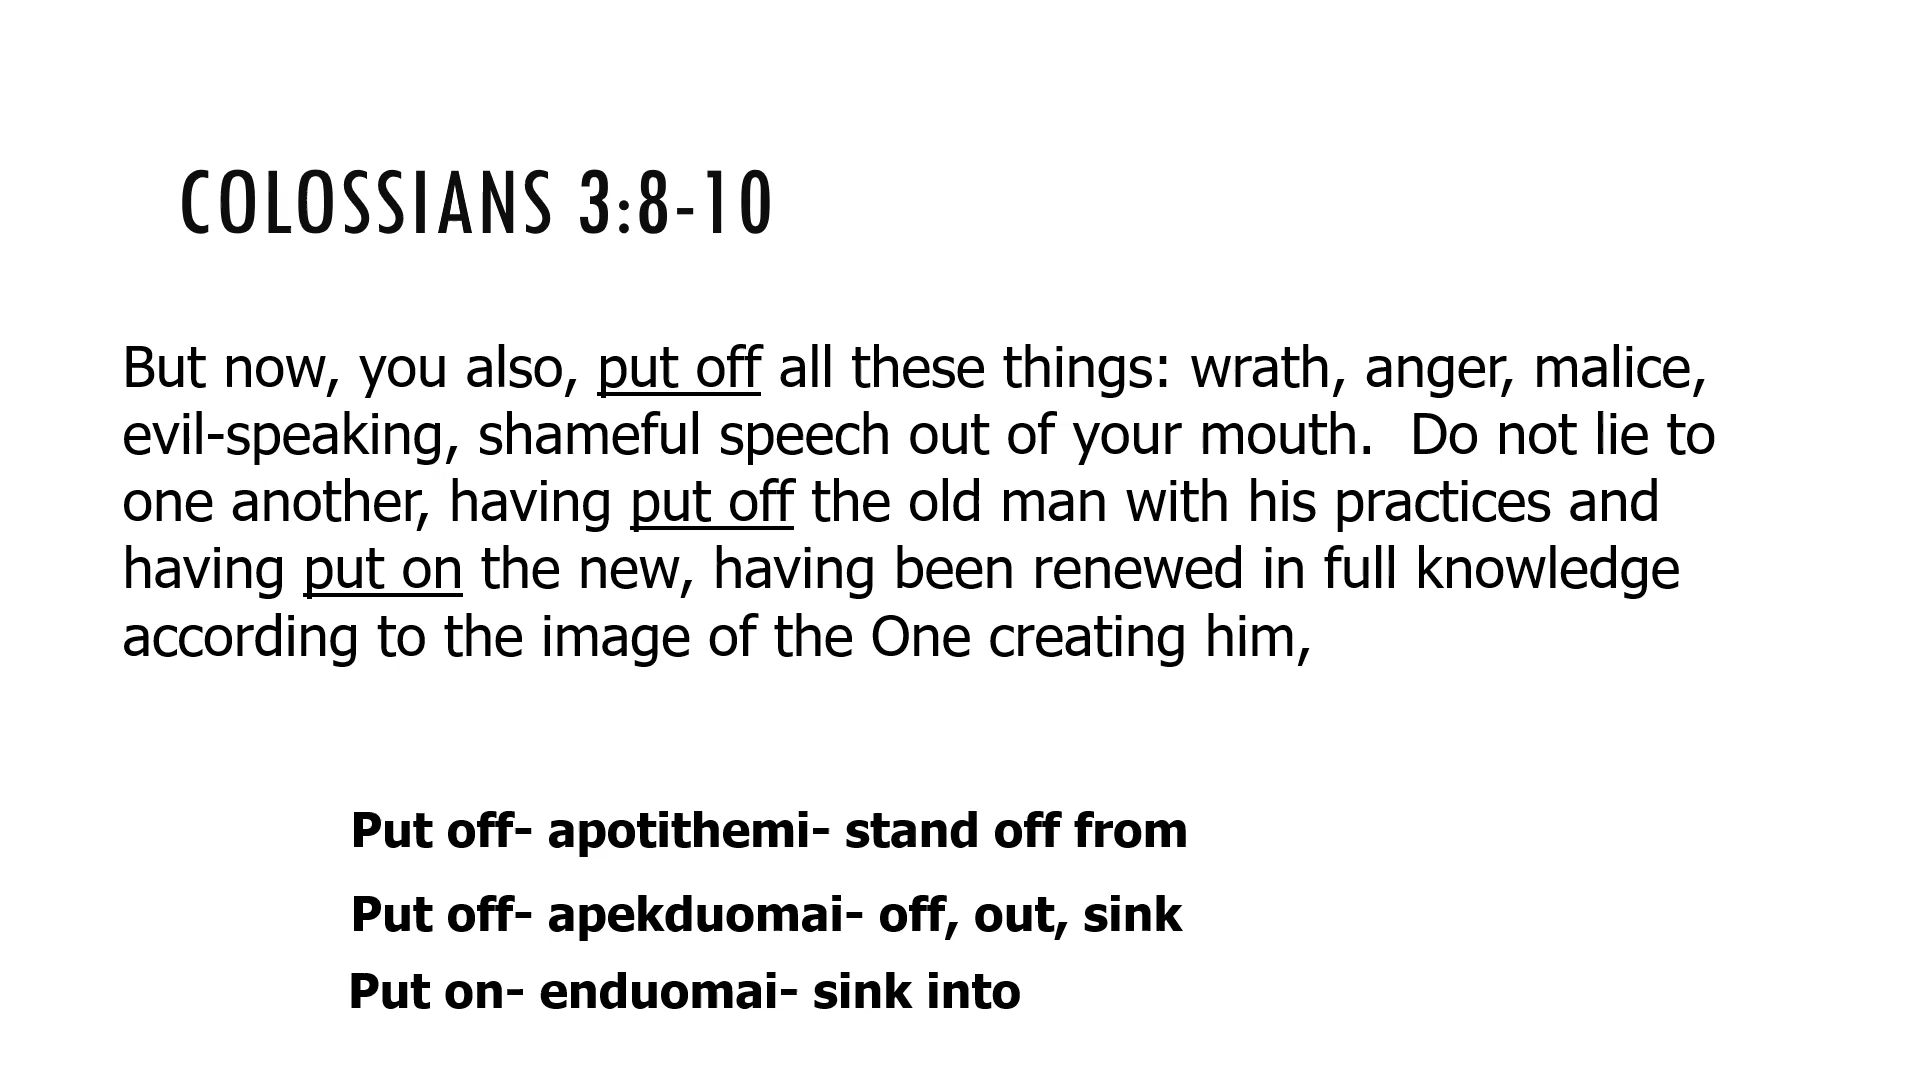 COLOSSIANS 3:8-10
But now, you also, put off all these things: wrath, anger, malice,
evil-speaking, shameful speech out of your mouth.  Do not lie to
one another, having put off the old man with his practices and
having put on the new, having been renewed in full knowledge
according to the image of the One creating him,
Put off- apotithemi- stand off from
Put off- apekduomai- off, out, sink
Put on- enduomai- sink into